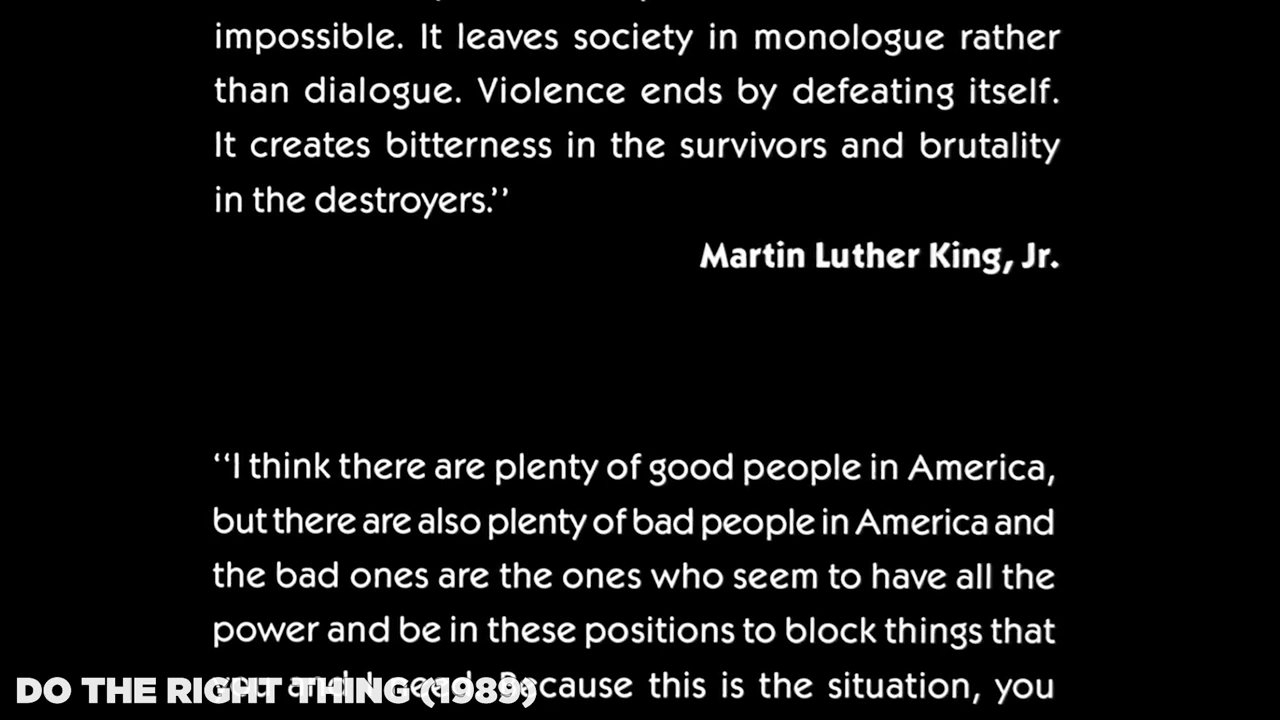 impossible. It leaves society in monologue rather
than dialogue. Violence ends by defeating itself.
It creates bitterness in the survivors and brutality
in the destroyers.’’
Martin Luther King, Jr.
‘‘I think there are plenty of good people in America,
but there are also plenty of bad people in America and
the bad ones are the ones who seem to have all the
power and be in these positions to block things that
you and I need. Because this is the situation, you
DO THE RIGHT THING (1989)